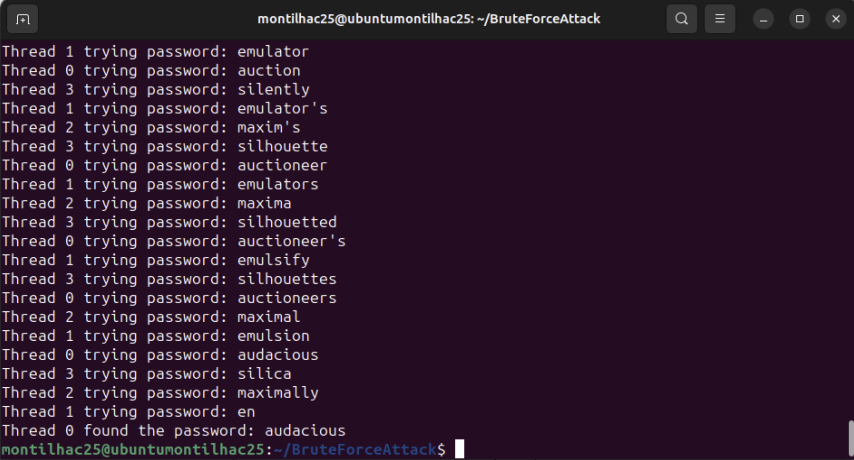 montilhac25@ubuntumontilhac25: ~/BruteForceAttack
Thread 1 trying password: emulator
Thread 0 trying password: auction
Thread 3 trying password: silently
Thread 1 trying password: emulator's
Thread 2 trying password: maxim's
Thread 3 trying password: silhouette
Thread 0 trying password: auctioneer
Thread 1 trying password: emulators
Thread 2 trying password: maxima
Thread 3 trying password: silhouetted
Thread 0 trying password: auctioneer's
Thread 1 trying password: emulsify
Thread 3 trying password: silhouettes
Thread 0 trying password: auctioneers
Thread 2 trying password: maximal
Thread 1 trying password: emulsion
Thread 0 trying password: audacious
Thread 3 trying password: silica
Thread 2 trying password: maximally
Thread 1 trying password: en
Thread 0 found the password: audacious
montilhac25@ubuntumontilhac25:~/BruteForceAttack$